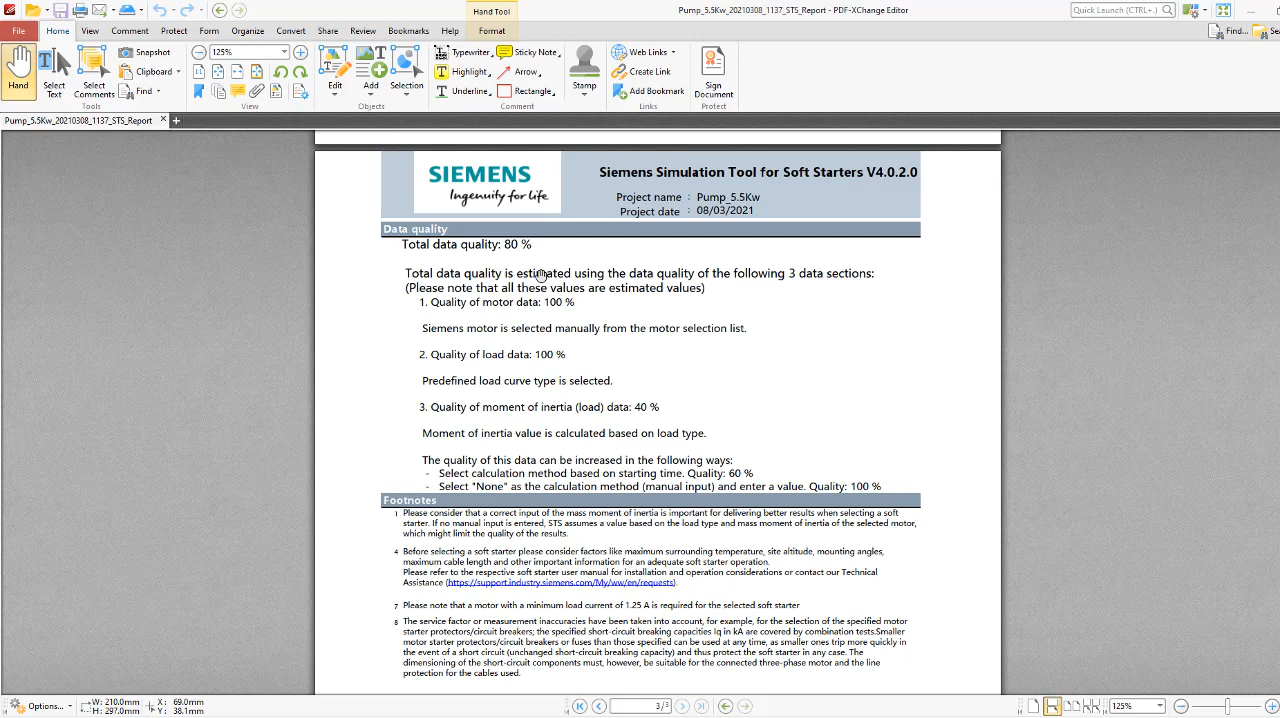 Hand Tool
Pump_5.5Kw_20210308_1137_STS_Report - PDF-XChange Editor
Quick Launch (CTRL+.)
File
Home
View
Comment
Protect
Form
Organize
Convert
Share
Review
Bookmarks
Help
Format
Find...
Hand
Select Text
Select Comments
Snapshot
Clipboard
Find
Tools
125%
View
Edit
Add
Selection
Objects
Typewriter
Highlight
Underline
Sticky Note
Arrow
Rectangle
Stamp
Comment
Web Links
Create Link
Add Bookmark
Links
Sign Document
Protect
Pump_5.5Kw_20210308_1137_STS_Report
SIEMENS
Ingenuity for life
Siemens Simulation Tool for Soft Starters V4.0.2.0
Project name : Pump_5.5Kw
Project date : 08/03/2021
Data quality
Total data quality: 80 %
Total data quality is estimated using the data quality of the following 3 data sections:
(Please note that all these values are estimated values)
1. Quality of motor data: 100 %
Siemens motor is selected manually from the motor selection list.
2. Quality of load data: 100 %
Predefined load curve type is selected.
3. Quality of moment of inertia (load) data: 40 %
Moment of inertia value is calculated based on load type.
The quality of this data can be increased in the following ways:
- Select calculation method based on starting time. Quality: 60 %
- Select "None" as the calculation method (manual input) and enter a value. Quality: 100 %
Footnotes
1 Please consider that a correct input of the mass moment of inertia is important for delivering better results when selecting a soft
starter. If no manual input is entered, STS assumes a value based on the load type and mass moment of inertia of the selected motor,
which might limit the quality of the results.
4 Before selecting a soft starter please consider factors like maximum surrounding temperature, site altitude, mounting angles,
maximum cable length and other important information for an adequate soft starter operation.
Please refer to the respective soft starter user manual for installation and operation considerations or contact our Technical
Assistance (https://support.industry.siemens.com/My/ww/en/requests).
7 Please note that a motor with a minimum load current of 1.25 A is required for the selected soft starter
8 The service factor or measurement inaccuracies have been taken into account, for example, for the selection of the specified motor
starter protectors/circuit breakers; the specified short-circuit breaking capacities Iq in kA are covered by combination tests.Smaller
motor starter protectors/circuit breakers or fuses than those specified can be used at any time, as smaller ones trip more quickly in
the event of a short circuit (unchanged short-circuit breaking capacity) and thus protect the soft starter in any case. The
dimensioning of the short-circuit components must, however, be suitable for the connected three-phase motor and the line
protection for the cables used.
Options...
W: 210.0mm
H: 297.0mm
X: 69.0mm
Y: 38.1mm
3/3
125%